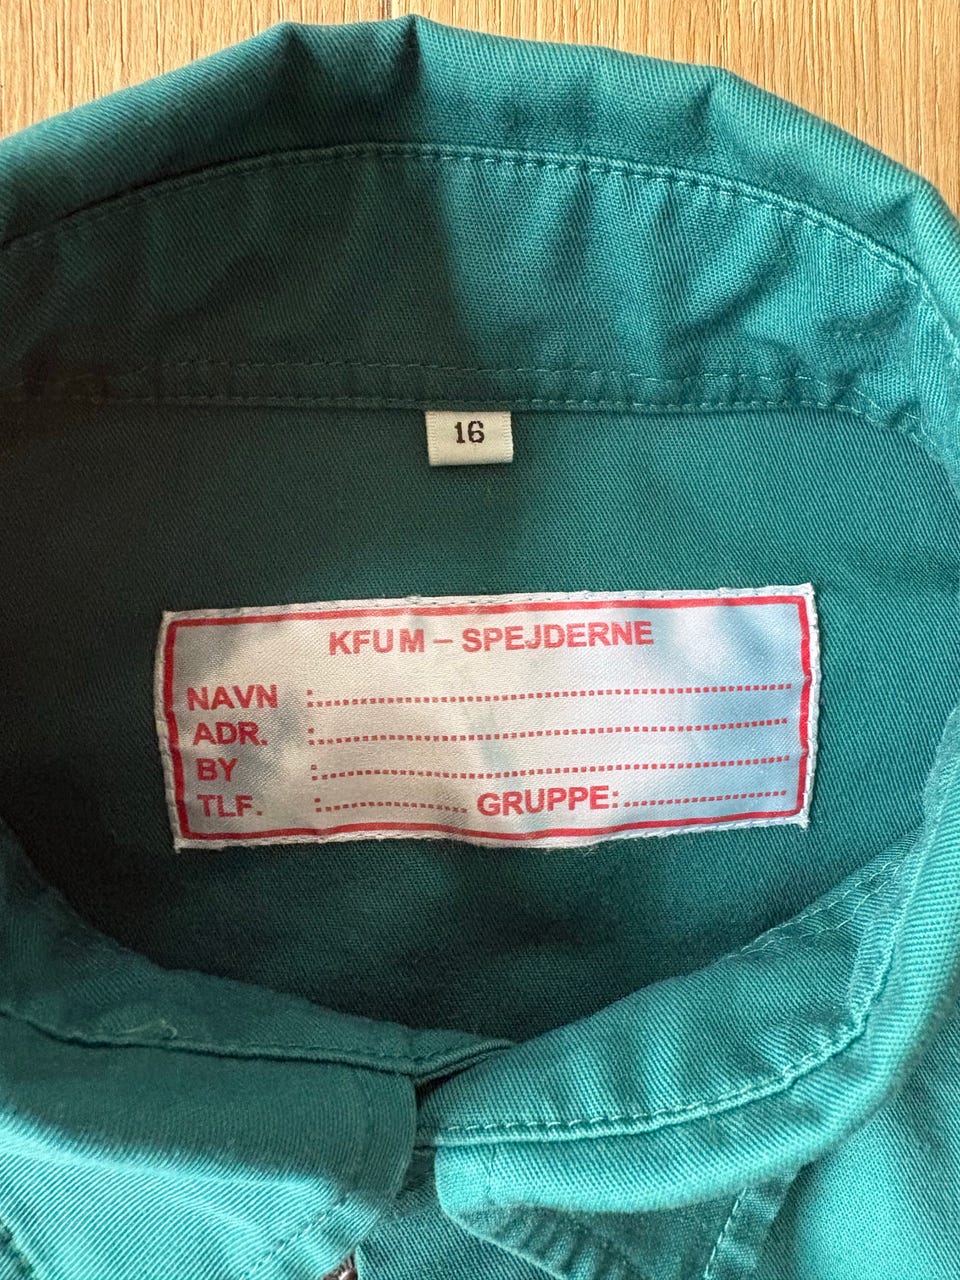 16
KFUM – SPEJDERNE
NAVN :
ADR. :
BY :
TLF. : GRUPPE: